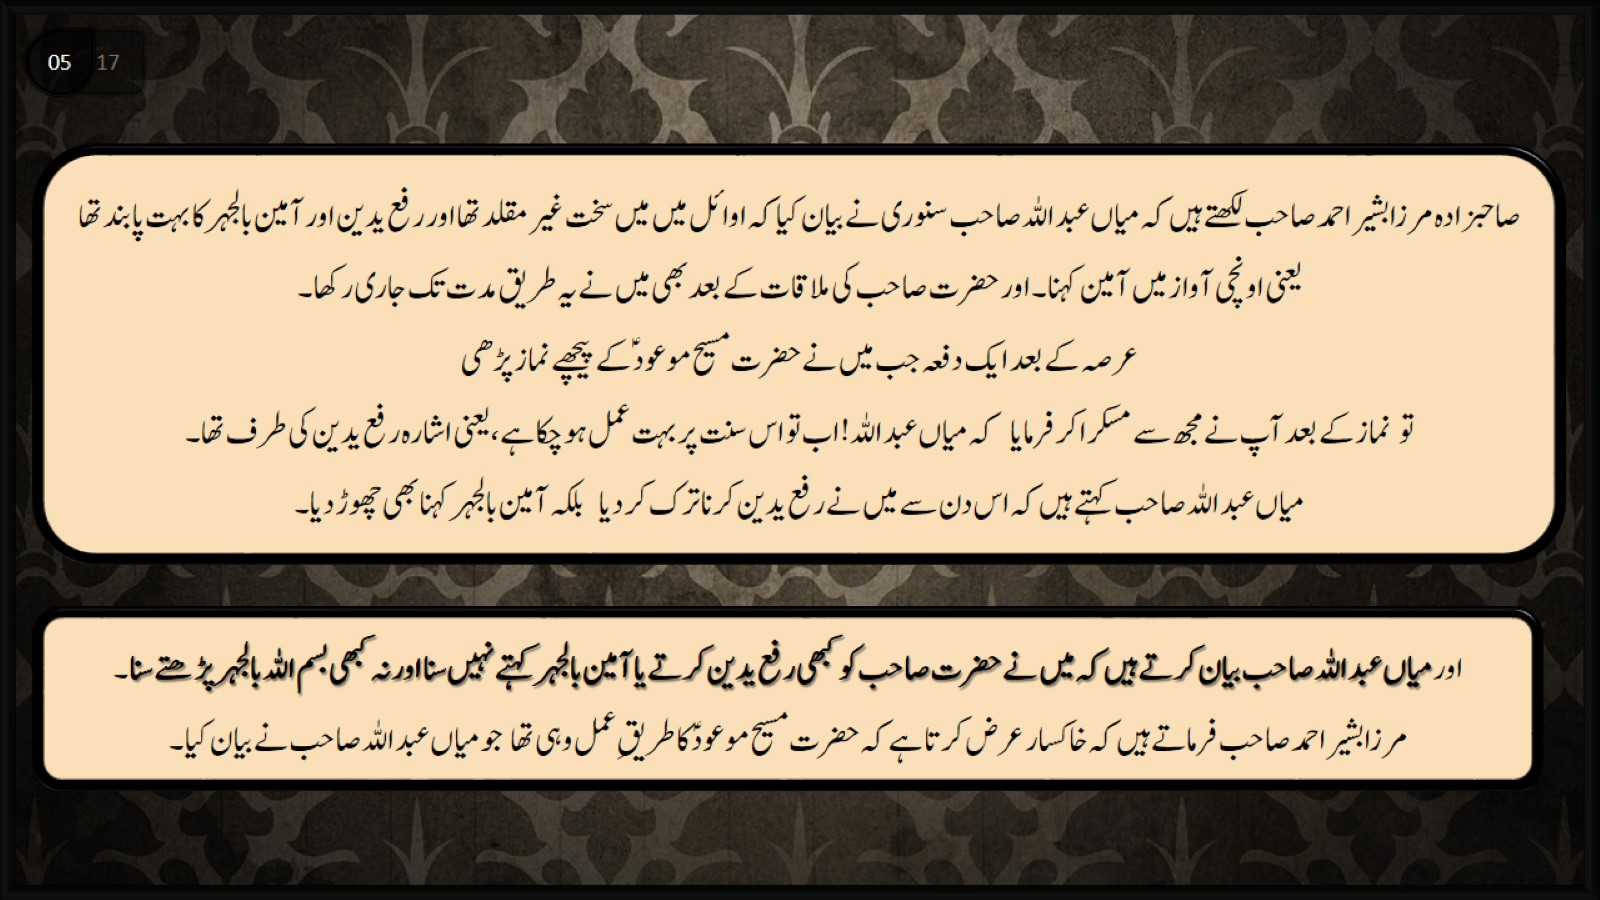 05 17
صاحبزادہ مرزا بشیر احمد صاحب لکھتے ہیں کہ میاں عبداللہ صاحب سنوری نے بیان کیا کہ اوائل میں میں سخت غیر مقلد تھا اور رفع یدین اور آمین بالجہر کا بہت پابند تھا
یعنی اونچی آواز میں آمین کہنا۔ اور حضرت صاحب کی ملاقات کے بعد بھی میں نے یہ طریق مدت تک جاری رکھا۔
عرصہ کے بعد ایک دفعہ جب میں نے حضرت مسیح موعودؑ کے پیچھے نماز پڑھی
تو نماز کے بعد آپ نے مجھ سے مسکرا کر فرمایا کہ میاں عبداللہ! اب تو اس سنت پر بہت عمل ہو چکا ہے، یعنی اشارہ رفع یدین کی طرف تھا۔
میاں عبداللہ صاحب کہتے ہیں کہ اس دن سے میں نے رفع یدین کرنا ترک کر دیا بلکہ آمین بالجہر کہنا بھی چھوڑ دیا۔
اور میاں عبداللہ صاحب بیان کرتے ہیں کہ میں نے حضرت صاحب کو کبھی رفع یدین کرتے یا آمین بالجہر کہتے نہیں سنا اور نہ کبھی بسم اللہ بالجہر پڑھتے سنا۔
مرزا بشیر احمد صاحب فرماتے ہیں کہ خاکسار عرض کرتا ہے کہ حضرت مسیح موعودؑ کا طریقِ عمل وہی تھا جو میاں عبداللہ صاحب نے بیان کیا۔